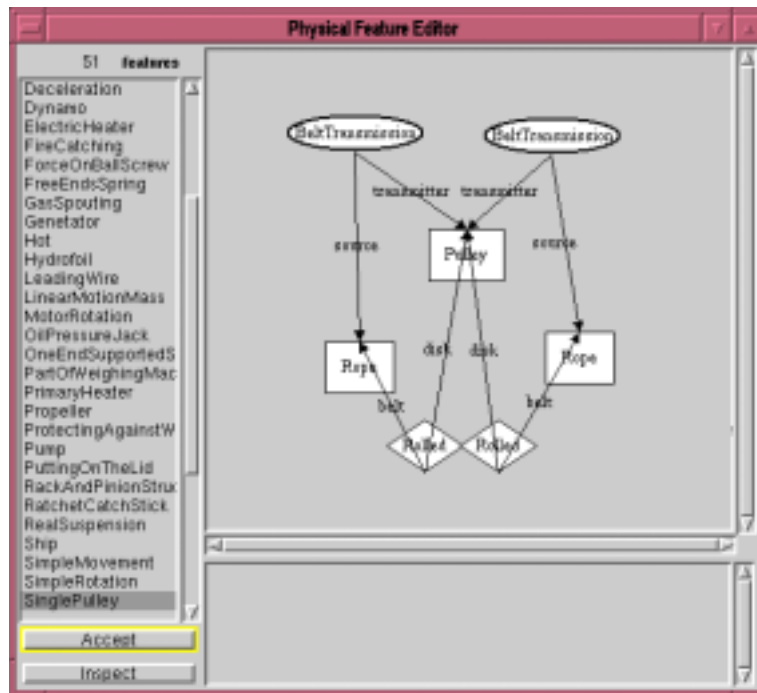 Physical Feature Editor
51 features
Deceleration
Dynamo
ElectricHeater
FireCatching
ForceOnBallScrew
FreeEndsSpring
GasSpouting
Genetator
Hot
Hydrofoil
LeadingWire
LinearMotionMass
MotorRotation
OilPressureJack
OneEndSupportedS
PartOfWeighingMac
PrimaryHeater
Propeller
ProtectingAgainstW
Pump
PuttingOnTheLid
RackAndPinionStruc
RatchetCatchStick
RealSuspension
Ship
SimpleMovement
SimpleRotation
SinglePulley
Accept
Inspect
BeltTransmission BeltTransmission
transmitter transmitter
source Pulley source
Rope disk disk Rope
belt belt
Rolled Rolled